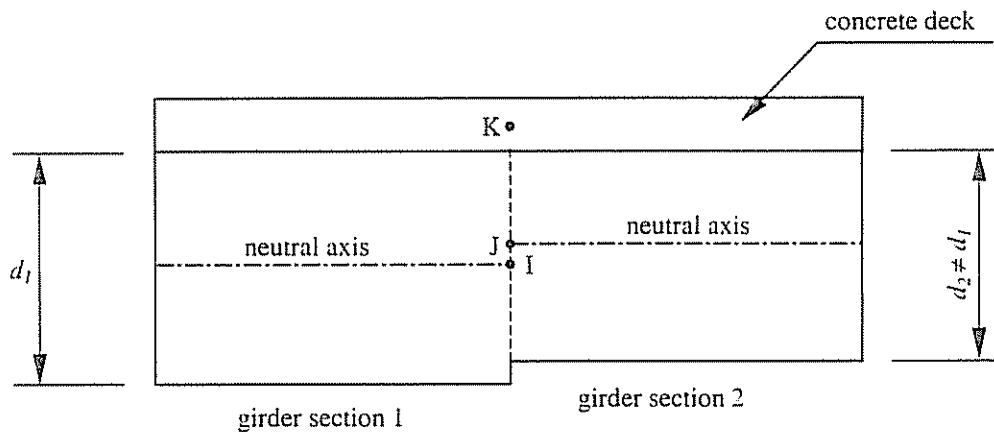 concrete deck
K
neutral axis
J
neutral axis
I
d₁
d₂ ≠ d₁
girder section 1
girder section 2